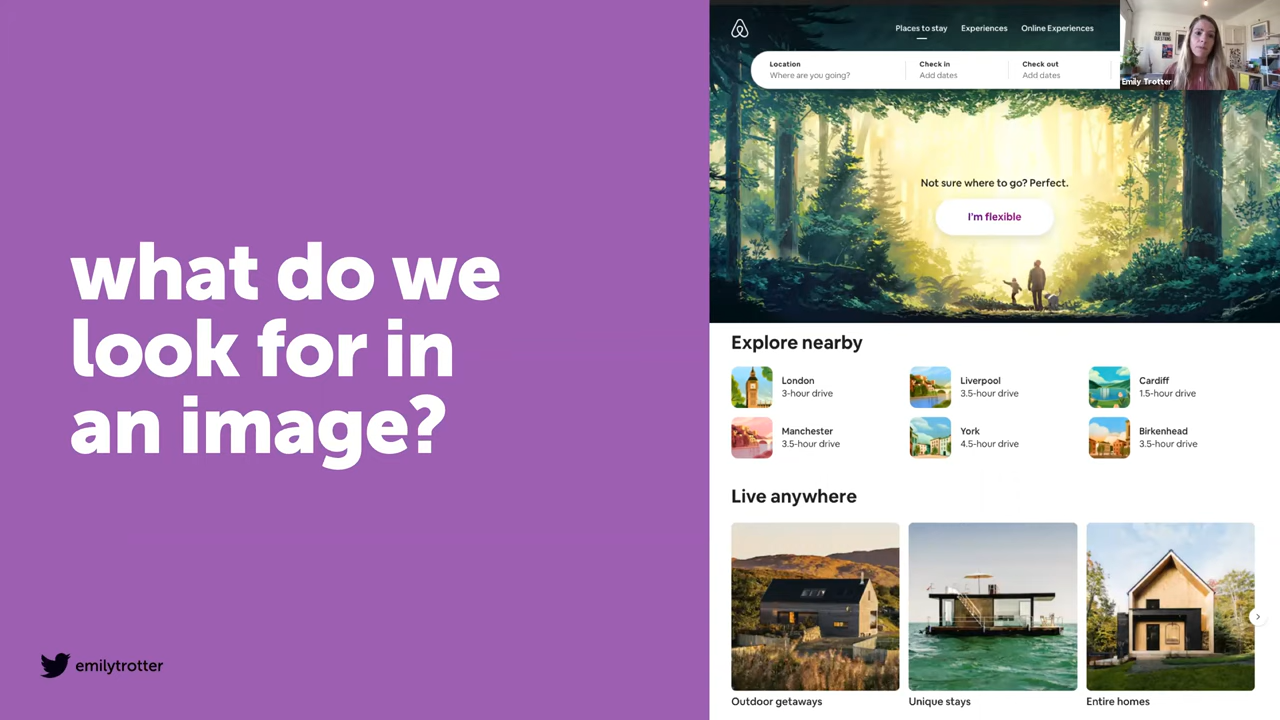 what do we
look for in
an image?
emilytrotter
Places to stay
Experiences
Online Experiences
Location
Where are you going?
Check in
Add dates
Check out
Add dates
Emily Trotter
Not sure where to go? Perfect.
I'm flexible
Explore nearby
London
3-hour drive
Liverpool
3.5-hour drive
Cardiff
1.5-hour drive
Manchester
3.5-hour drive
York
4.5-hour drive
Birkenhead
3.5-hour drive
Live anywhere
Outdoor getaways
Unique stays
Entire homes